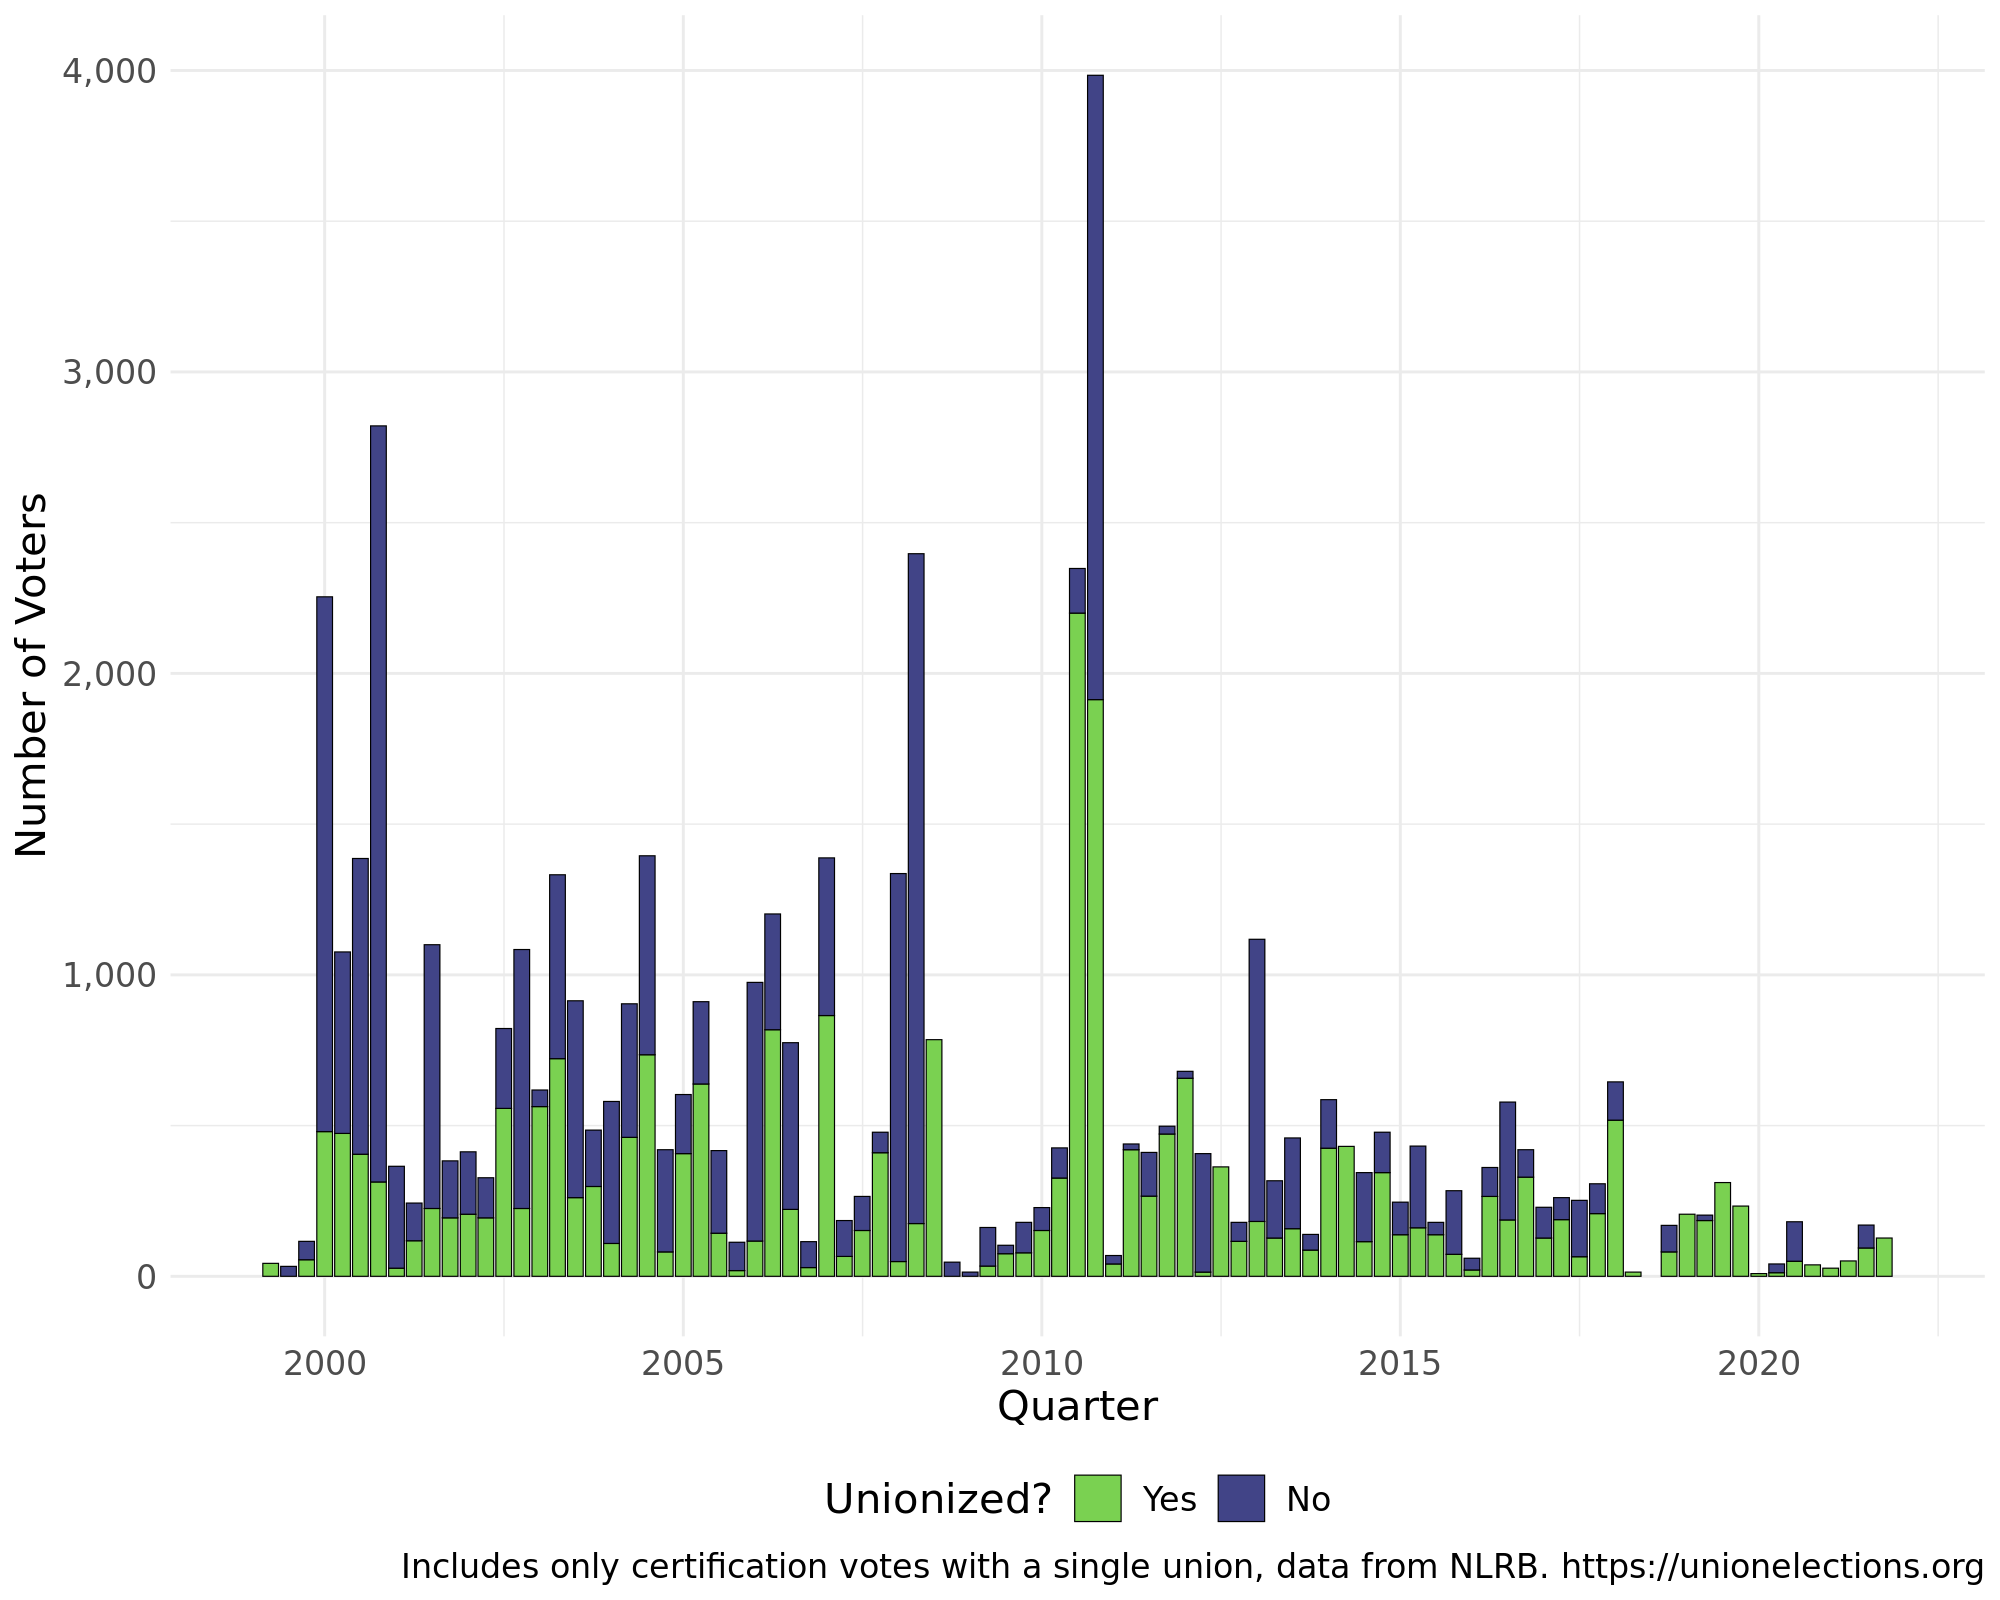 4,000
3,000
2,000
1,000
0
Number of Voters
2000 2005 2010 2015 2020
Quarter
Unionized? Yes No
Includes only certification votes with a single union, data from NLRB. https://unionelections.org